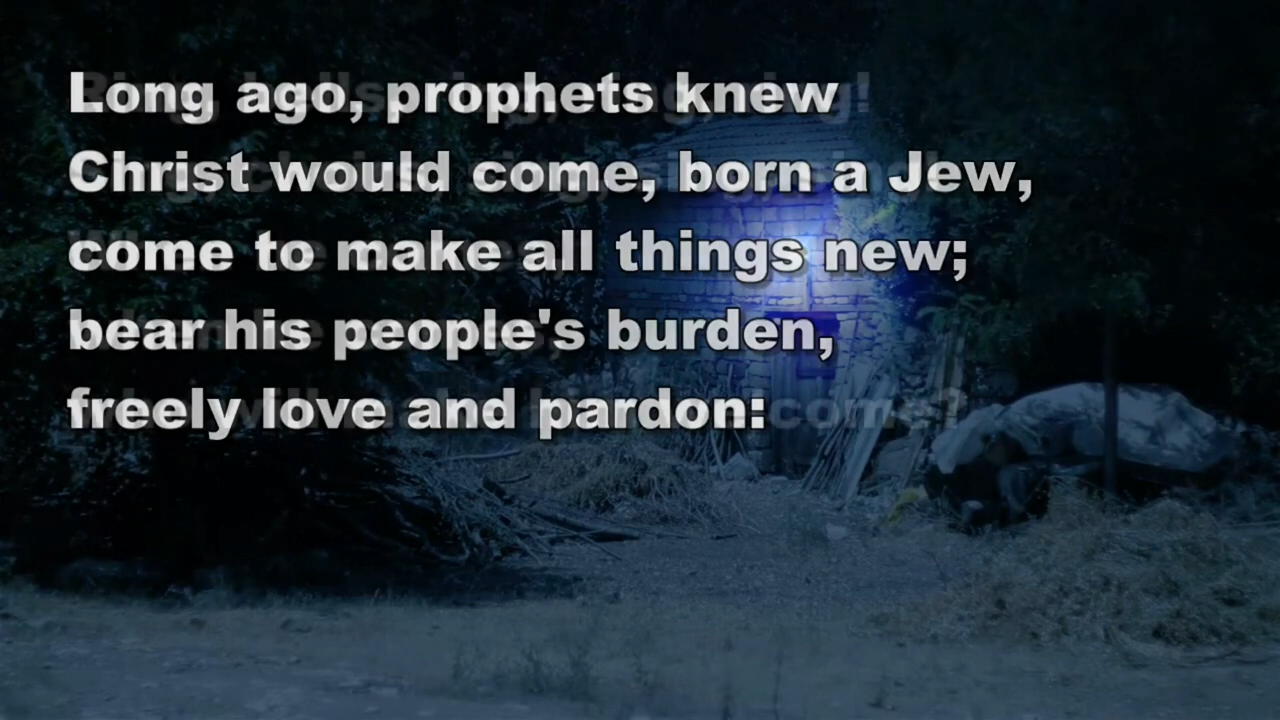 Long ago, prophets knew
Christ would come, born a Jew,
come to make all things new;
bear his people's burden,
freely love and pardon: